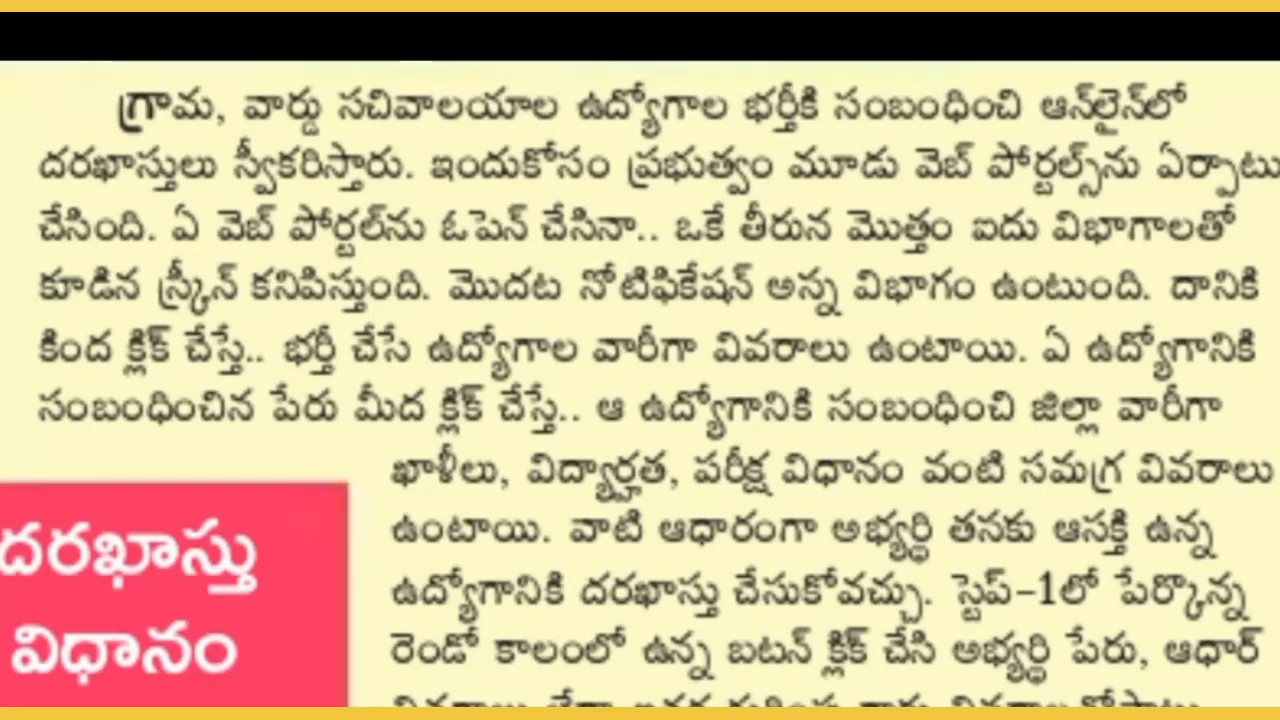 గ్రామ, వార్డు సచివాలయాల ఉద్యోగాల భర్తీకి సంబంధించి ఆన్‌లైన్‌లో
దరఖాస్తులు స్వీకరిస్తారు. ఇందుకోసం ప్రభుత్వం మూడు వెబ్ పోర్టల్స్‌ను ఏర్పాటు
చేసింది. ఏ వెబ్ పోర్టల్‌ను ఓపెన్ చేసినా.. ఒకే తీరున మొత్తం ఐదు విభాగాలతో
కూడిన స్క్రీన్ కనిపిస్తుంది. మొదట నోటిఫికేషన్ అన్న విభాగం ఉంటుంది. దానికి
కింద క్లిక్ చేస్తే.. భర్తీ చేసే ఉద్యోగాల వారీగా వివరాలు ఉంటాయి. ఏ ఉద్యోగానికి
సంబంధించిన పేరు మీద క్లిక్ చేస్తే.. ఆ ఉద్యోగానికి సంబంధించి జిల్లా వారీగా
ఖాళీలు, విద్యార్హత, పరీక్ష విధానం వంటి సమగ్ర వివరాలు
ఉంటాయి. వాటి ఆధారంగా అభ్యర్థి తనకు ఆసక్తి ఉన్న
ఉద్యోగానికి దరఖాస్తు చేసుకోవచ్చు. స్టెప్-1లో పేర్కొన్న
రెండో కాలంలో ఉన్న బటన్ క్లిక్ చేసి అభ్యర్థి పేరు, ఆధార్
దరఖాస్తు
విధానం